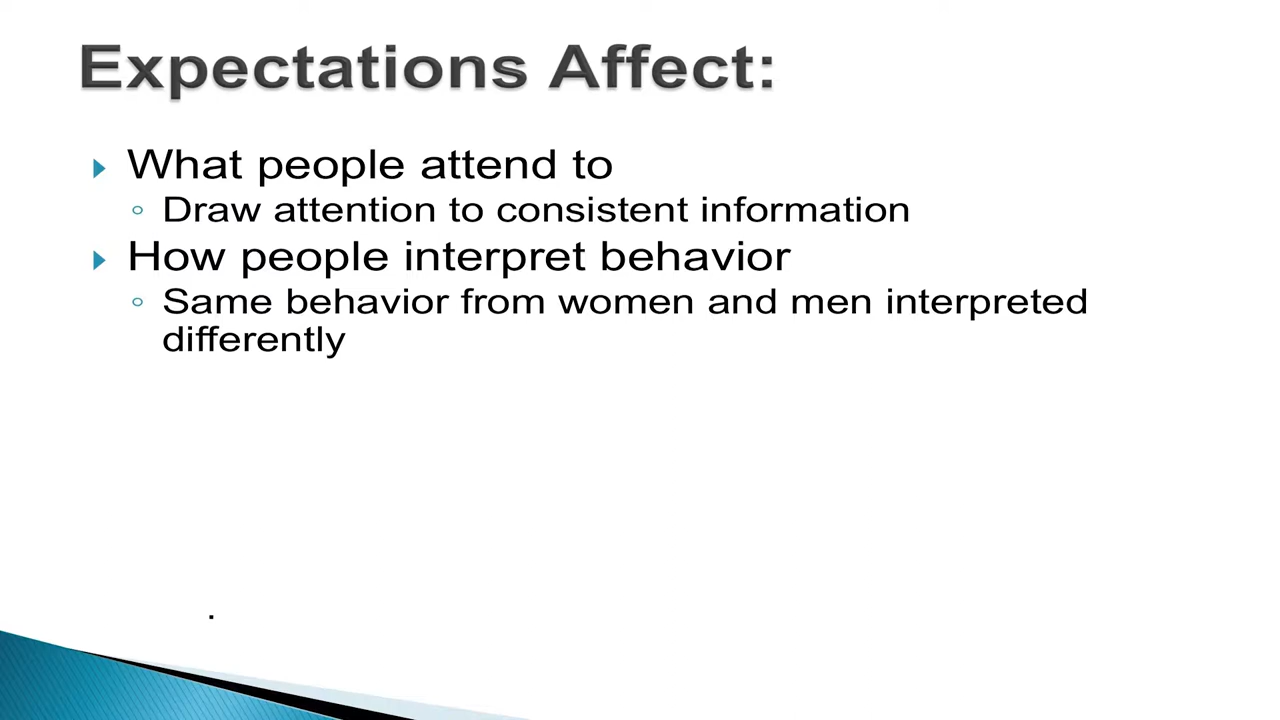 Expectations Affect:
What people attend to
Draw attention to consistent information
How people interpret behavior
Same behavior from women and men interpreted
differently
.